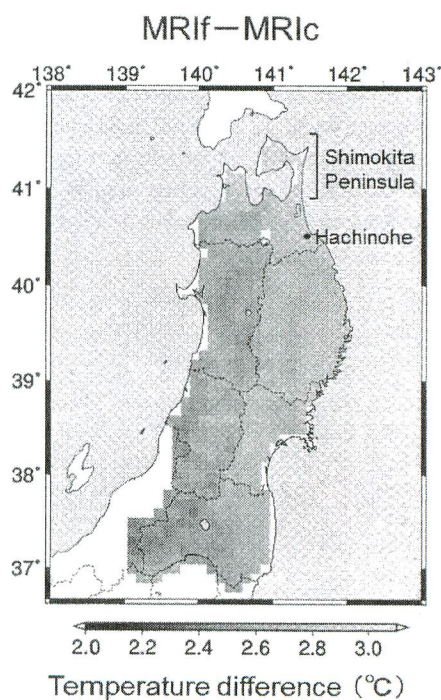 MRIf－MRIc
138 139° 140° 141° 142° 143°
42°
Shimokita
Peninsula
41°
Hachinohe
40°
39°
38°
37°
2.0 2.2 2.4 2.6 2.8 3.0
Temperature difference (°C)